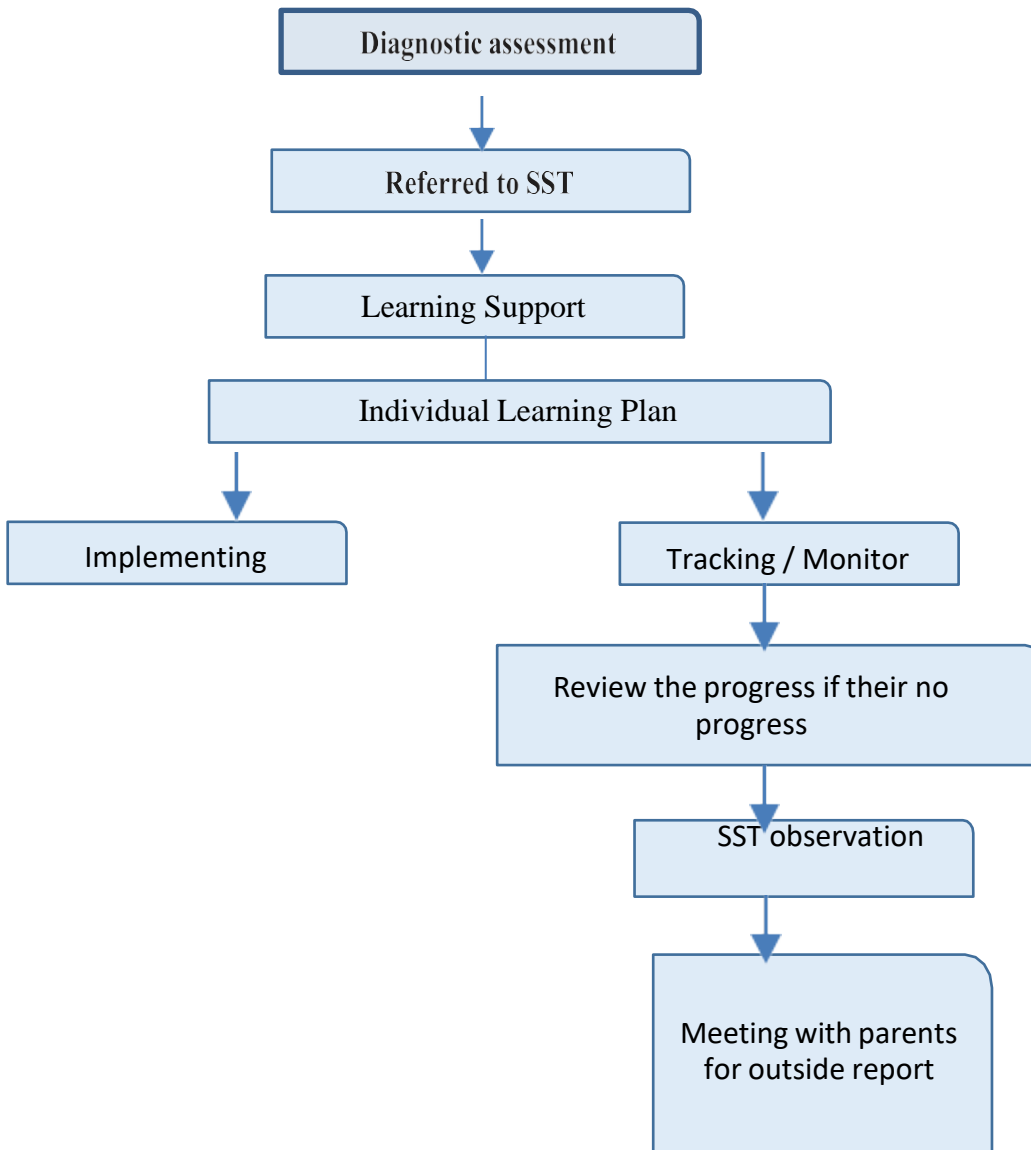 Diagnostic assessment
Referred to SST
Learning Support
Individual Learning Plan
Implementing
Tracking / Monitor
Review the progress if their no
progress
SST observation
Meeting with parents
for outside report